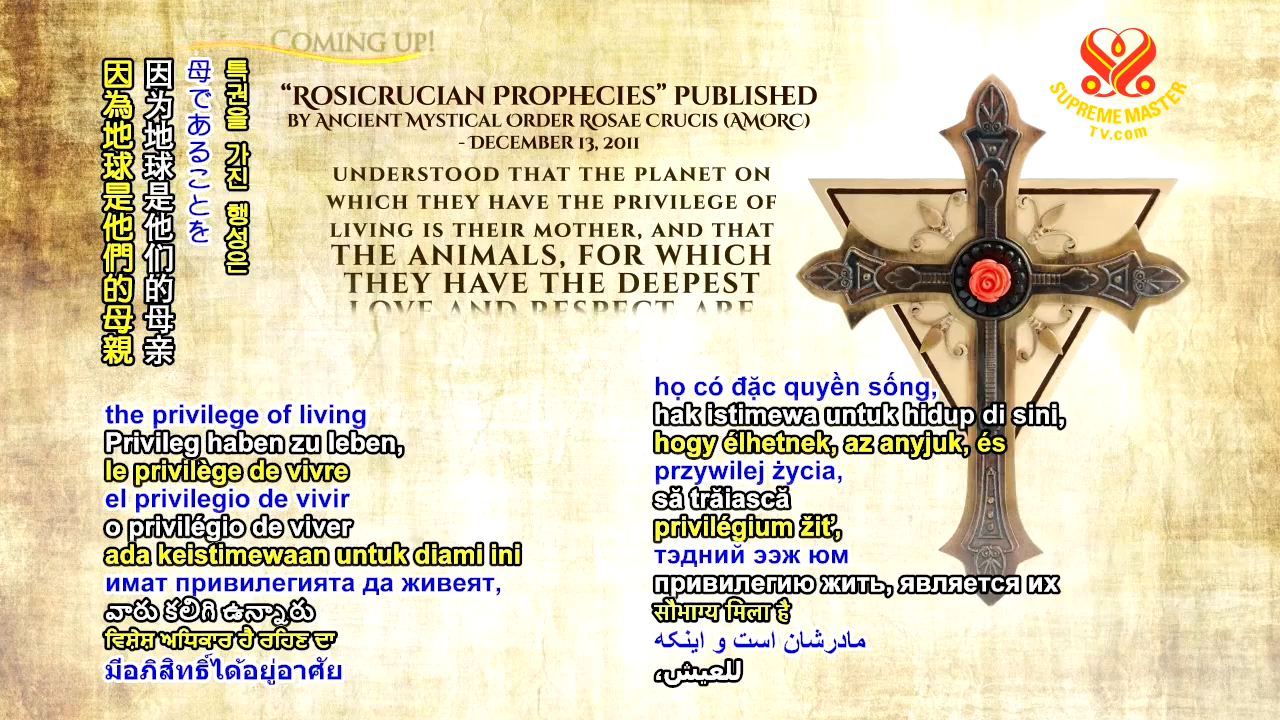 COMING UP!
SUPREME MASTER
TV.com
“ROSICRUCIAN PROPHECIES” PUBLISHED
BY ANCIENT MYSTICAL ORDER ROSAE CRUCIS (AMORC)
- DECEMBER 13, 2011
UNDERSTOOD THAT THE PLANET ON
WHICH THEY HAVE THE PRIVILEGE OF
LIVING IS THEIR MOTHER, AND THAT
THE ANIMALS, FOR WHICH
THEY HAVE THE DEEPEST
LOVE AND RESPECT, ARE
因為地球是他們的母親
因为地球是他们的母亲
母であることを
특권을 가진 행성은
the privilege of living
Privileg haben zu leben,
le privilège de vivre
el privilegio de vivir
o privilégio de viver
ada keistimewaan untuk diami ini
имат привилегията да живеят,
వారు కలిగి ఉన్నారు
ਵਿਸ਼ੇਸ਼ ਅਧਿਕਾਰ ਹੈ ਰਹਿਣ ਦਾ
มีอภิสิทธิ์ได้อยู่อาศัย
họ có đặc quyền sống,
hak istimewa untuk hidup di sini,
hogy élhetnek, az anyjuk, és
przywilej życia,
să trăiască
privilégium žiť,
тэдний ээж юм
привилегию жить, является их
सौभाग्य मिला है
مادرشان است و اینکه
للعيش،